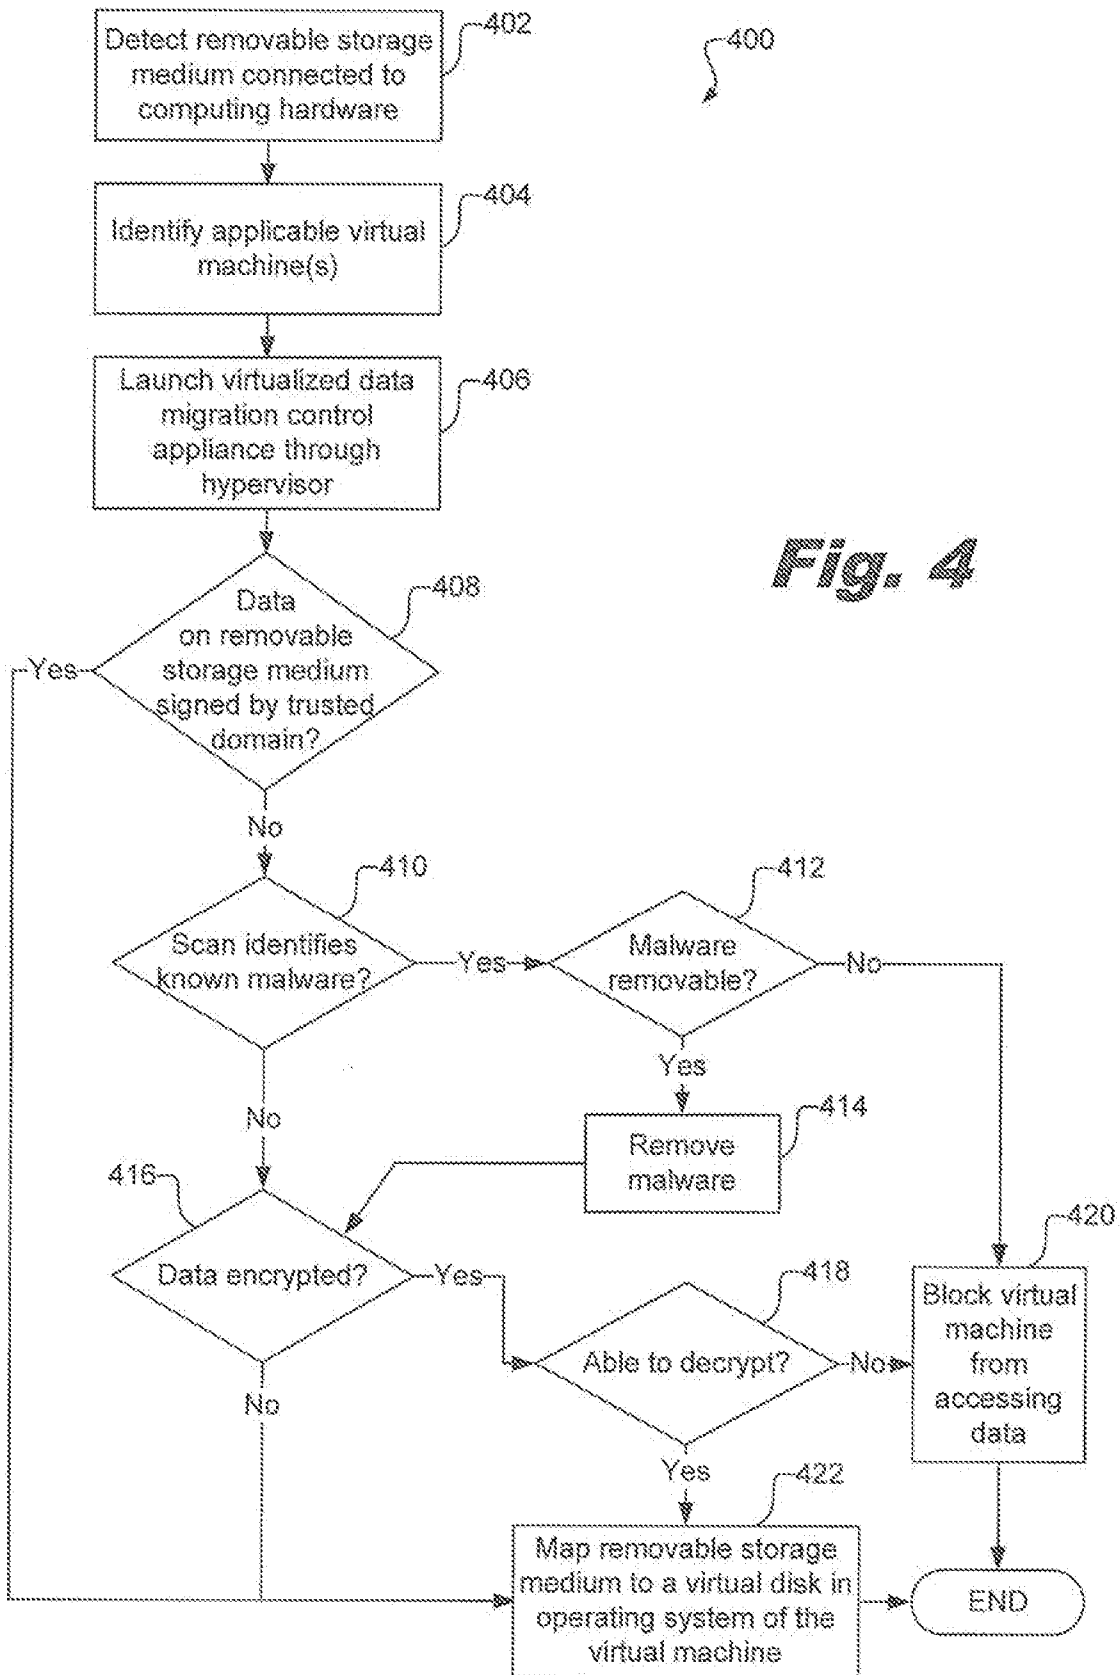 Detect removable storage
medium connected to
computing hardware
402
400
Identify applicable virtual
machine(s)
404
Launch virtualized data
migration control
appliance through
hypervisor
406
Fig. 4
Data
on removable
storage medium
signed by trusted
domain?
408
Yes
No
Scan identifies
known malware?
410
Yes
Malware
removable?
412
No
Yes
No
Remove
malware
414
416
Data encrypted?
Yes
Able to decrypt?
418
No
Block virtual
machine
from
accessing
data
420
No
Yes
Map removable storage
medium to a virtual disk in
operating system of the
virtual machine
422
END